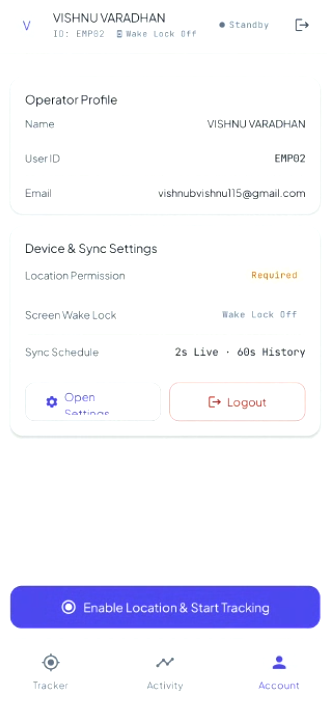 V
VISHNU VARADHAN
ID: EMP02 Wake Lock Off
Standby
Operator Profile
Name VISHNU VARADHAN
User ID EMP02
Email vishnubvishnu115@gmail.com
Device & Sync Settings
Location Permission Required
Screen Wake Lock Wake Lock Off
Sync Schedule 2s Live · 60s History
Open
Settings
Logout
Enable Location & Start Tracking
Tracker Activity Account